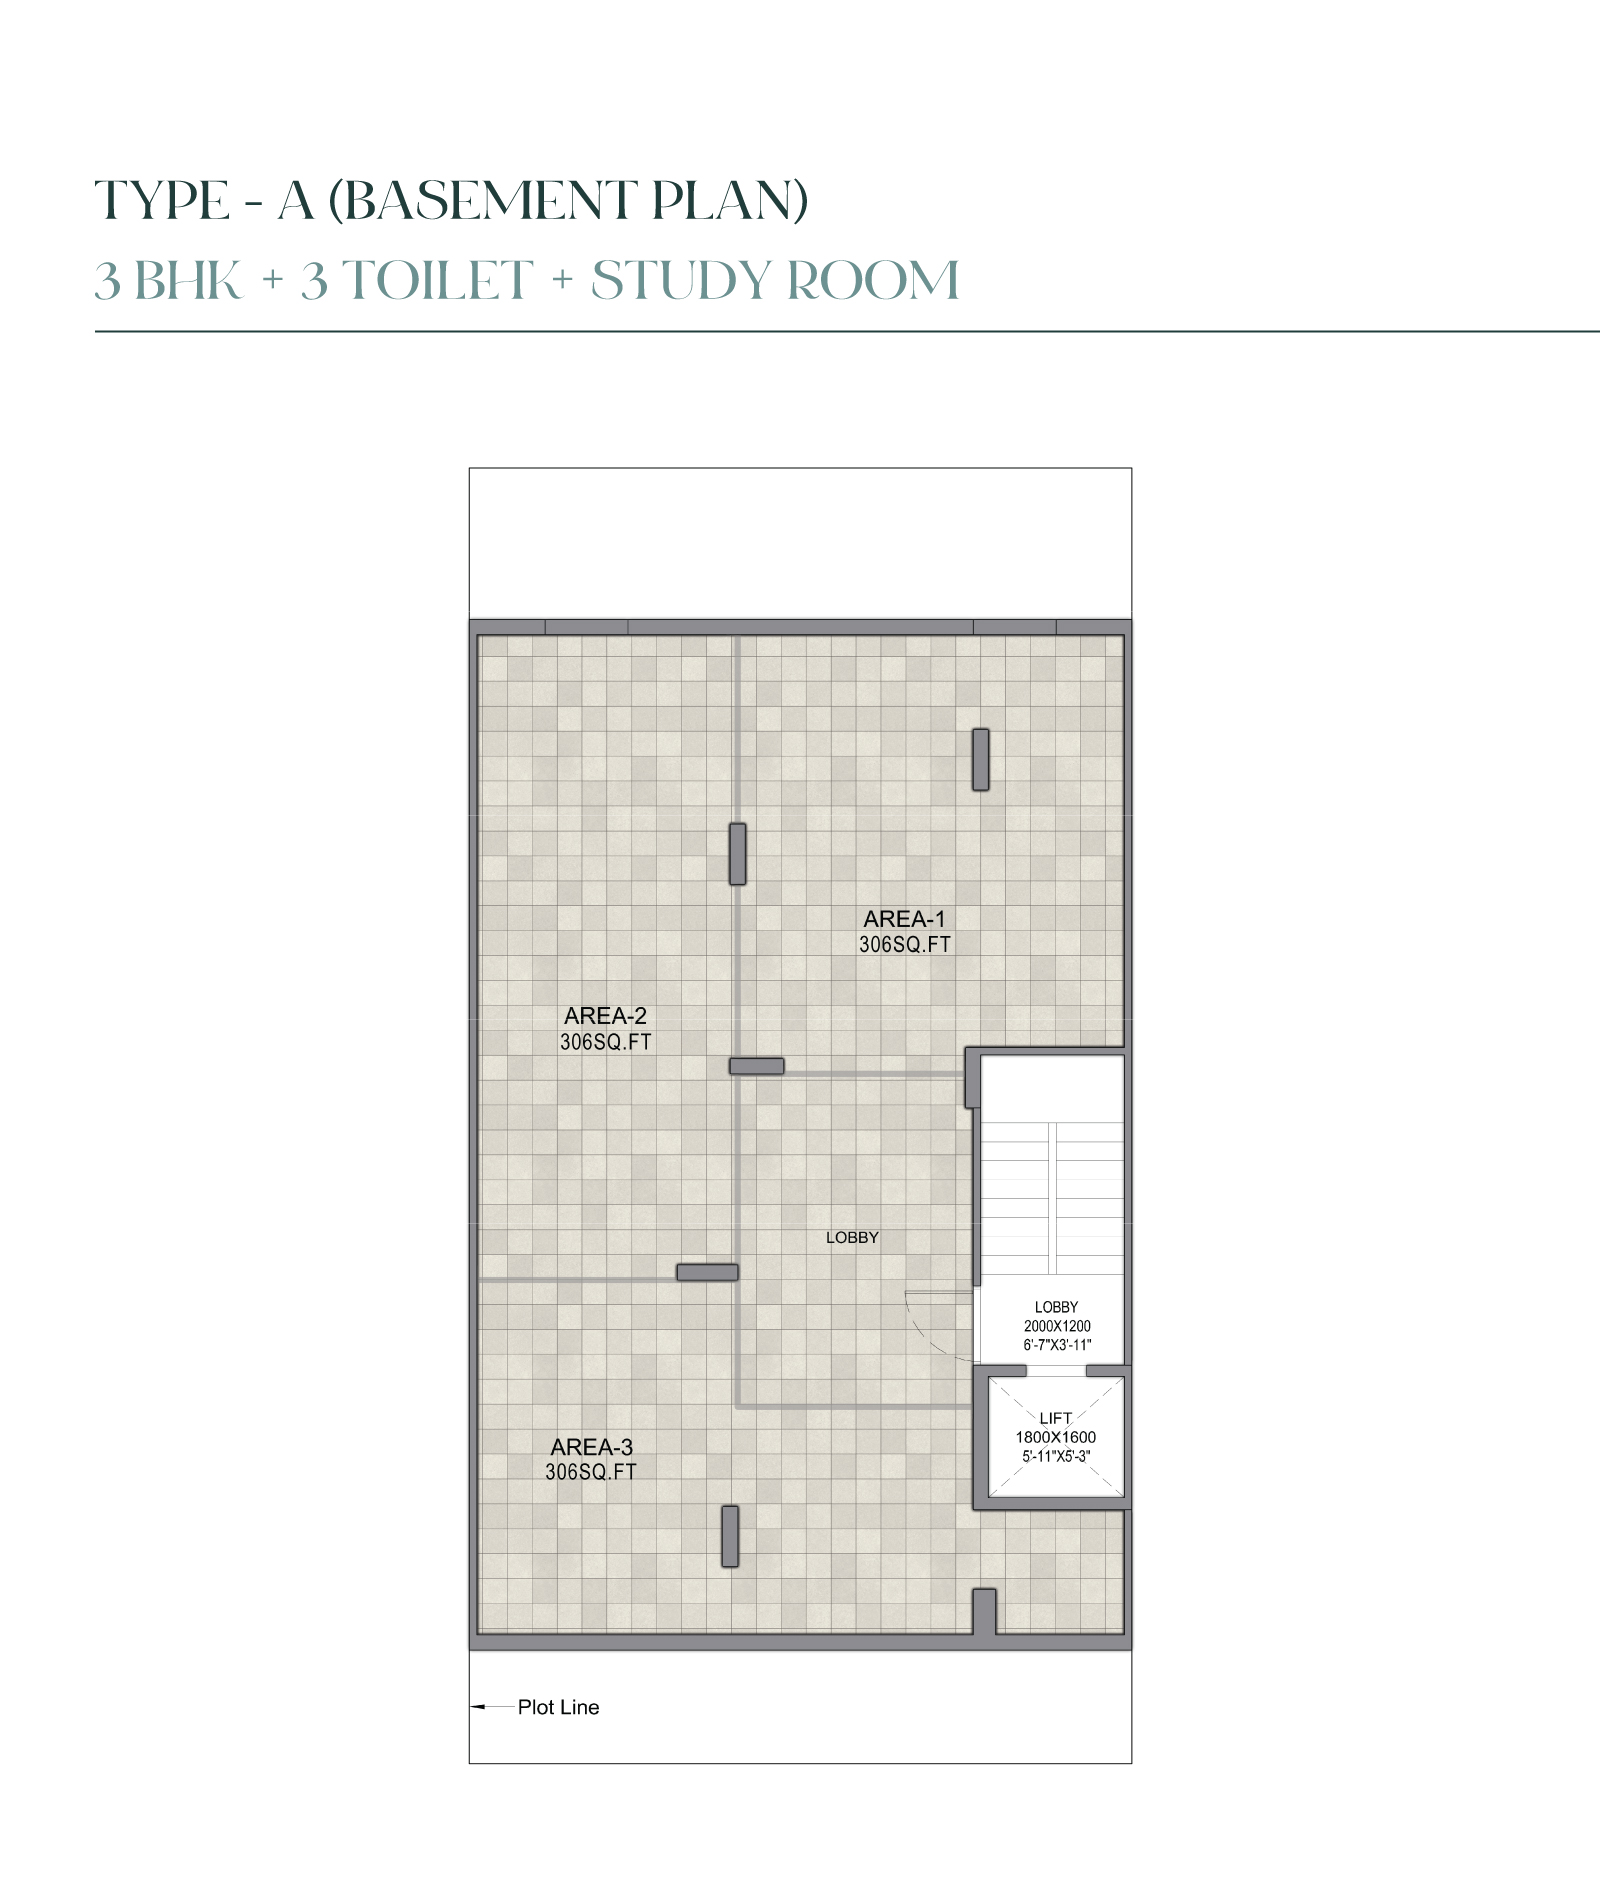 TYPE - A (BASEMENT PLAN)
3 BHK + 3 TOILET + STUDY ROOM
AREA-1
306SQ.FT
AREA-2
306SQ.FT
LOBBY
LOBBY
2000X1200
6'-7"X3'-11"
LIFT
1800X1600
5'-11"X5'-3"
AREA-3
306SQ.FT
Plot Line